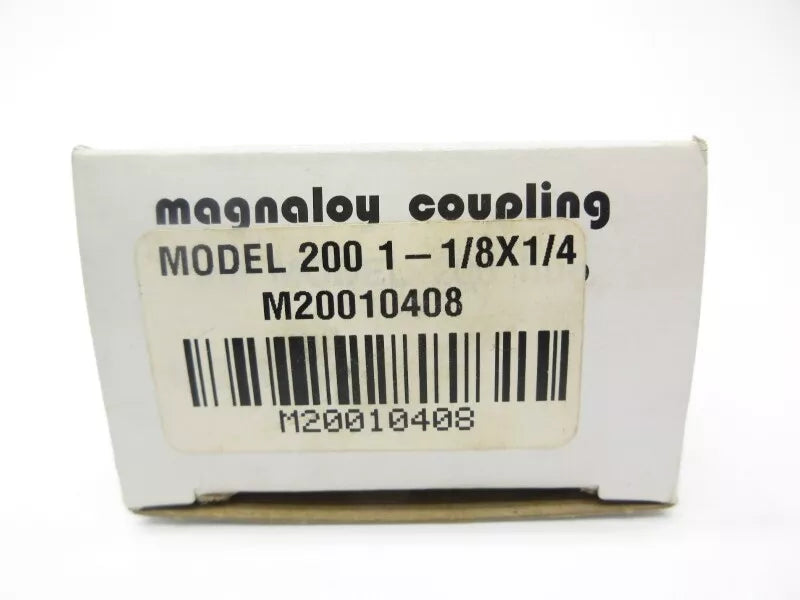 magnaloy coupling
MODEL 200 1 – 1/8X1/4
M20010408
M20010408